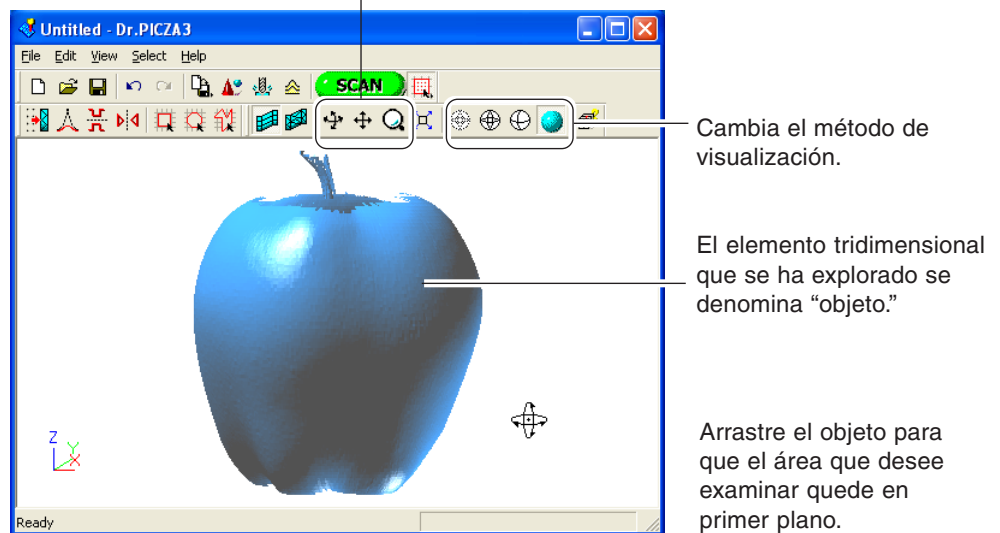 Untitled - Dr.PICZA3
File Edit View Select Help
SCAN
Cambia el método de
visualización.
El elemento tridimensional
que se ha explorado se
denomina “objeto.”
Z
Y
X
Arrastre el objeto para
que el área que desee
examinar quede en
primer plano.
Ready